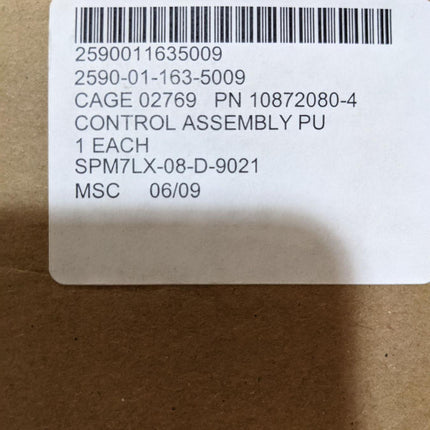 2590011635009
2590-01-163-5009
CAGE 02769 PN 10872080-4
CONTROL ASSEMBLY PU
1 EACH
SPM7LX-08-D-9021
MSC 06/09